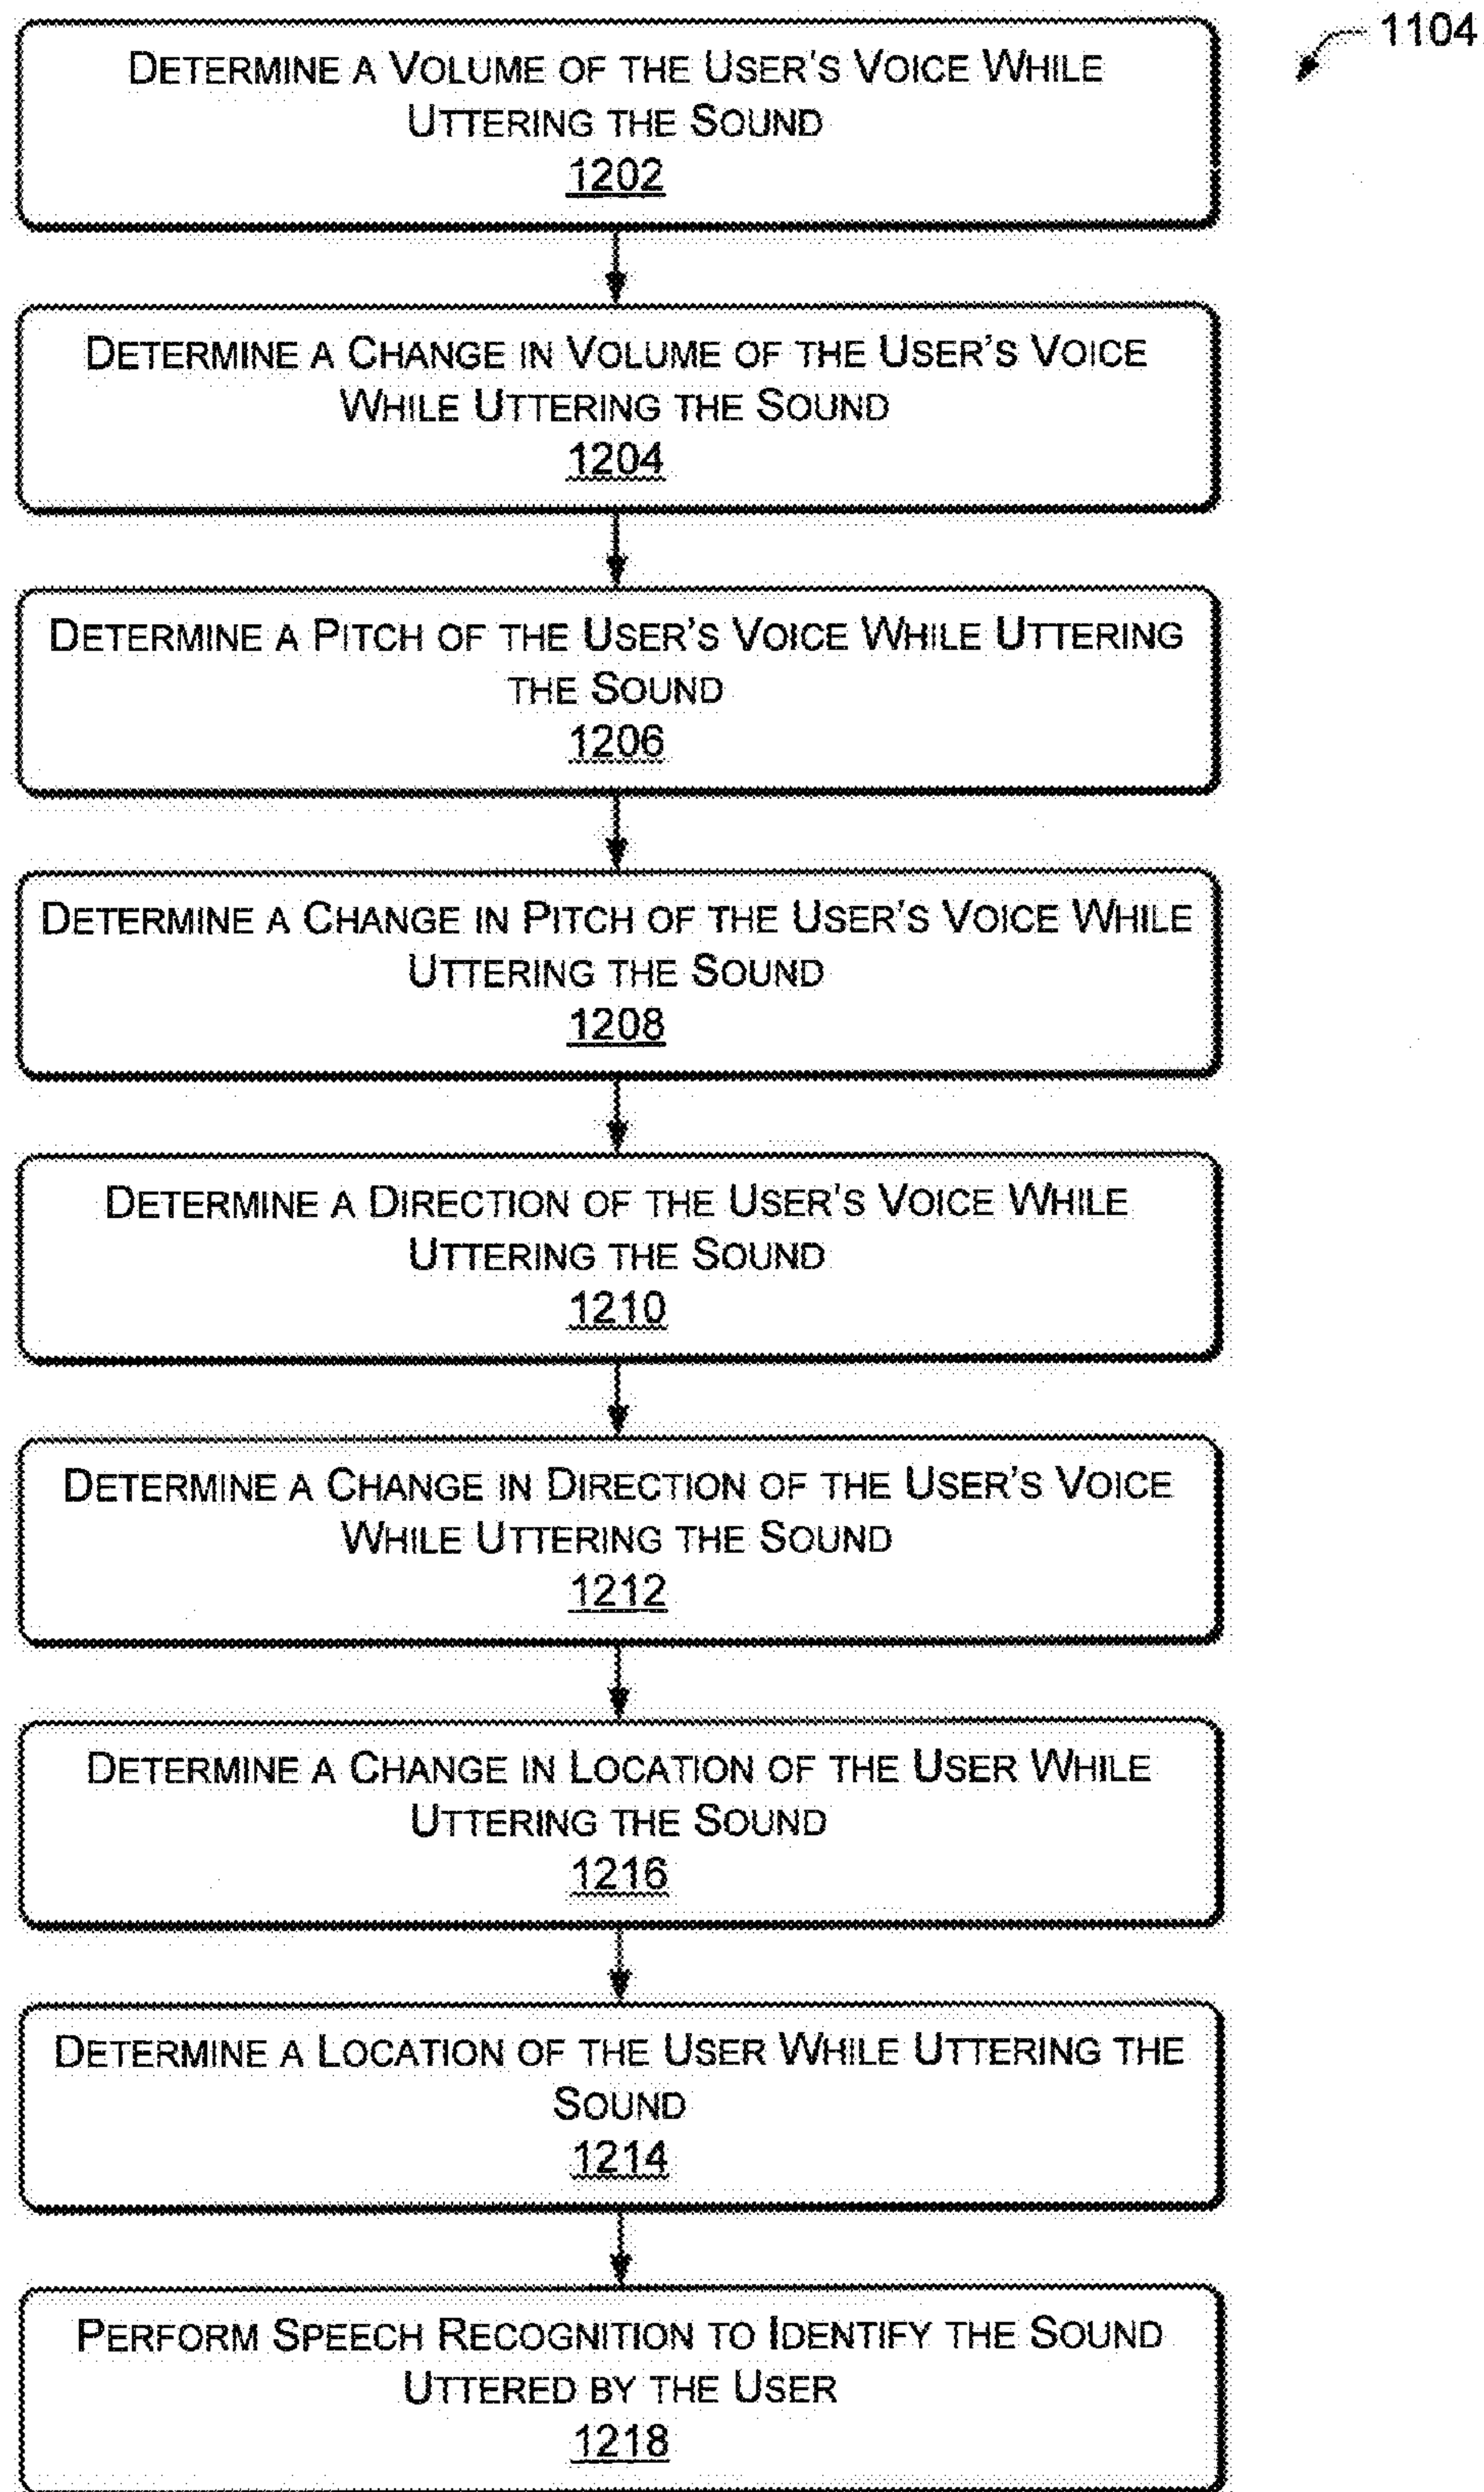 1104
DETERMINE A VOLUME OF THE USER'S VOICE WHILE
UTTERING THE SOUND
1202
DETERMINE A CHANGE IN VOLUME OF THE USER'S VOICE
WHILE UTTERING THE SOUND
1204
DETERMINE A PITCH OF THE USER'S VOICE WHILE UTTERING
THE SOUND
1206
DETERMINE A CHANGE IN PITCH OF THE USER'S VOICE WHILE
UTTERING THE SOUND
1208
DETERMINE A DIRECTION OF THE USER'S VOICE WHILE
UTTERING THE SOUND
1210
DETERMINE A CHANGE IN DIRECTION OF THE USER'S VOICE
WHILE UTTERING THE SOUND
1212
DETERMINE A CHANGE IN LOCATION OF THE USER WHILE
UTTERING THE SOUND
1216
DETERMINE A LOCATION OF THE USER WHILE UTTERING THE
SOUND
1214
PERFORM SPEECH RECOGNITION TO IDENTIFY THE SOUND
UTTERED BY THE USER
1218